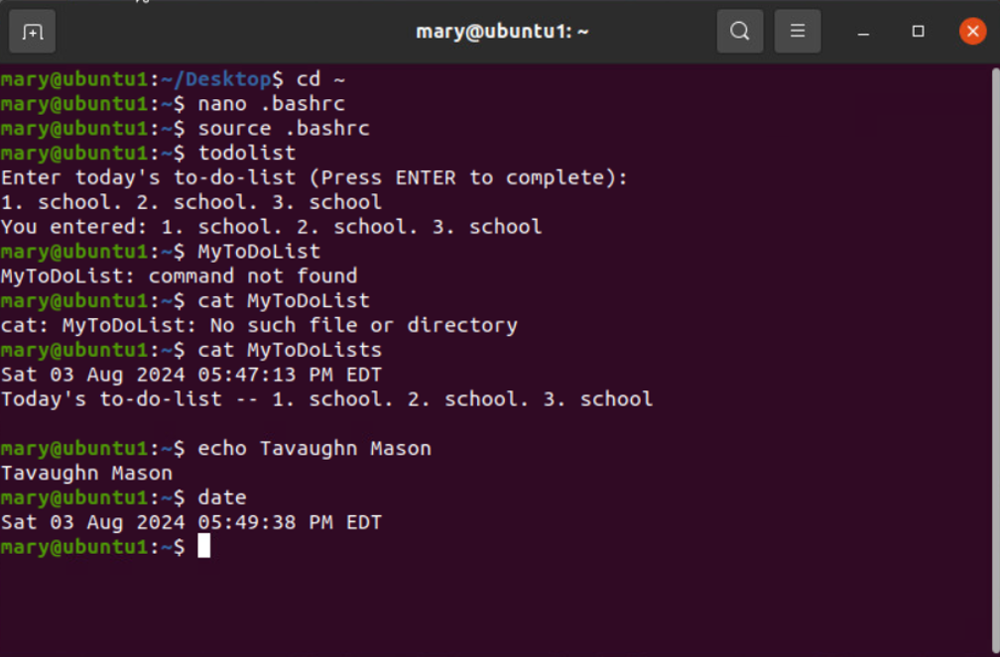 mary@ubuntu1: ~
mary@ubuntu1:~/Desktop$ cd ~
mary@ubuntu1:~$ nano .bashrc
mary@ubuntu1:~$ source .bashrc
mary@ubuntu1:~$ todolist
Enter today's to-do-list (Press ENTER to complete):
1. school. 2. school. 3. school
You entered: 1. school. 2. school. 3. school
mary@ubuntu1:~$ MyToDoList
MyToDoList: command not found
mary@ubuntu1:~$ cat MyToDoList
cat: MyToDoList: No such file or directory
mary@ubuntu1:~$ cat MyToDoLists
Sat 03 Aug 2024 05:47:13 PM EDT
Today's to-do-list -- 1. school. 2. school. 3. school
mary@ubuntu1:~$ echo Tavaughn Mason
Tavaughn Mason
mary@ubuntu1:~$ date
Sat 03 Aug 2024 05:49:38 PM EDT
mary@ubuntu1:~$